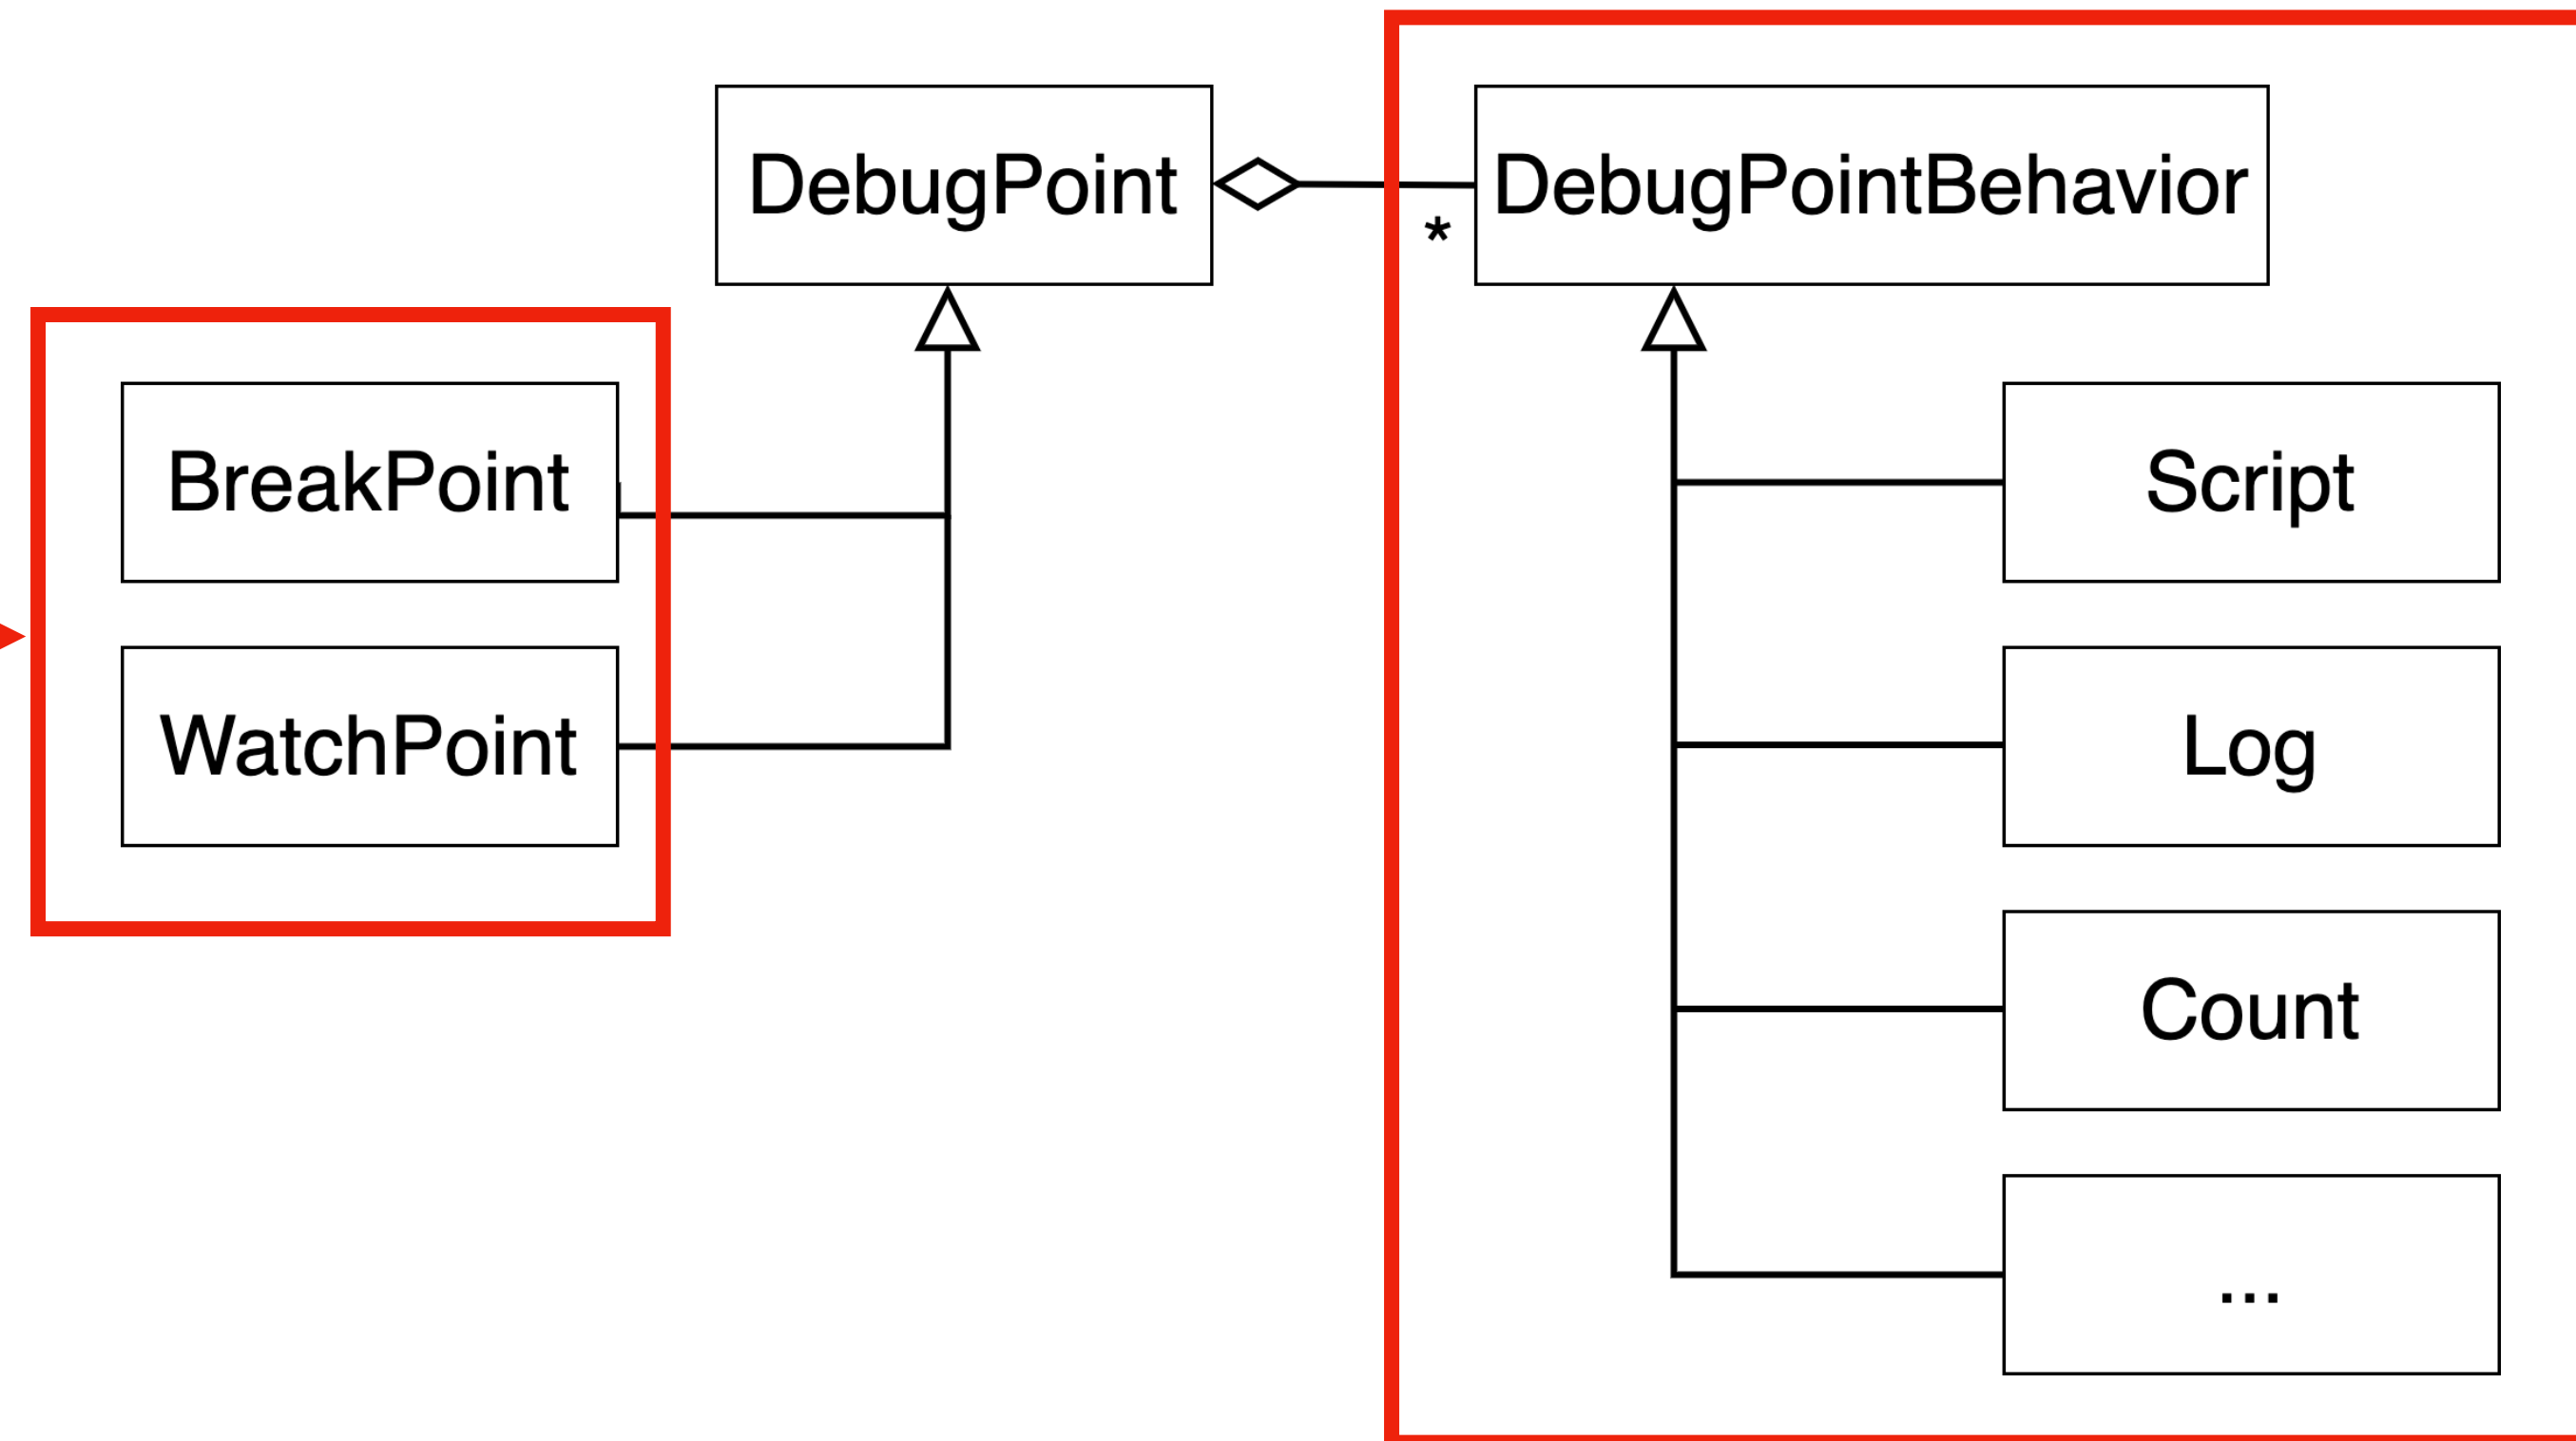 DebugPoint
DebugPointBehavior
*
BreakPoint
WatchPoint
Script
Log
Count
...